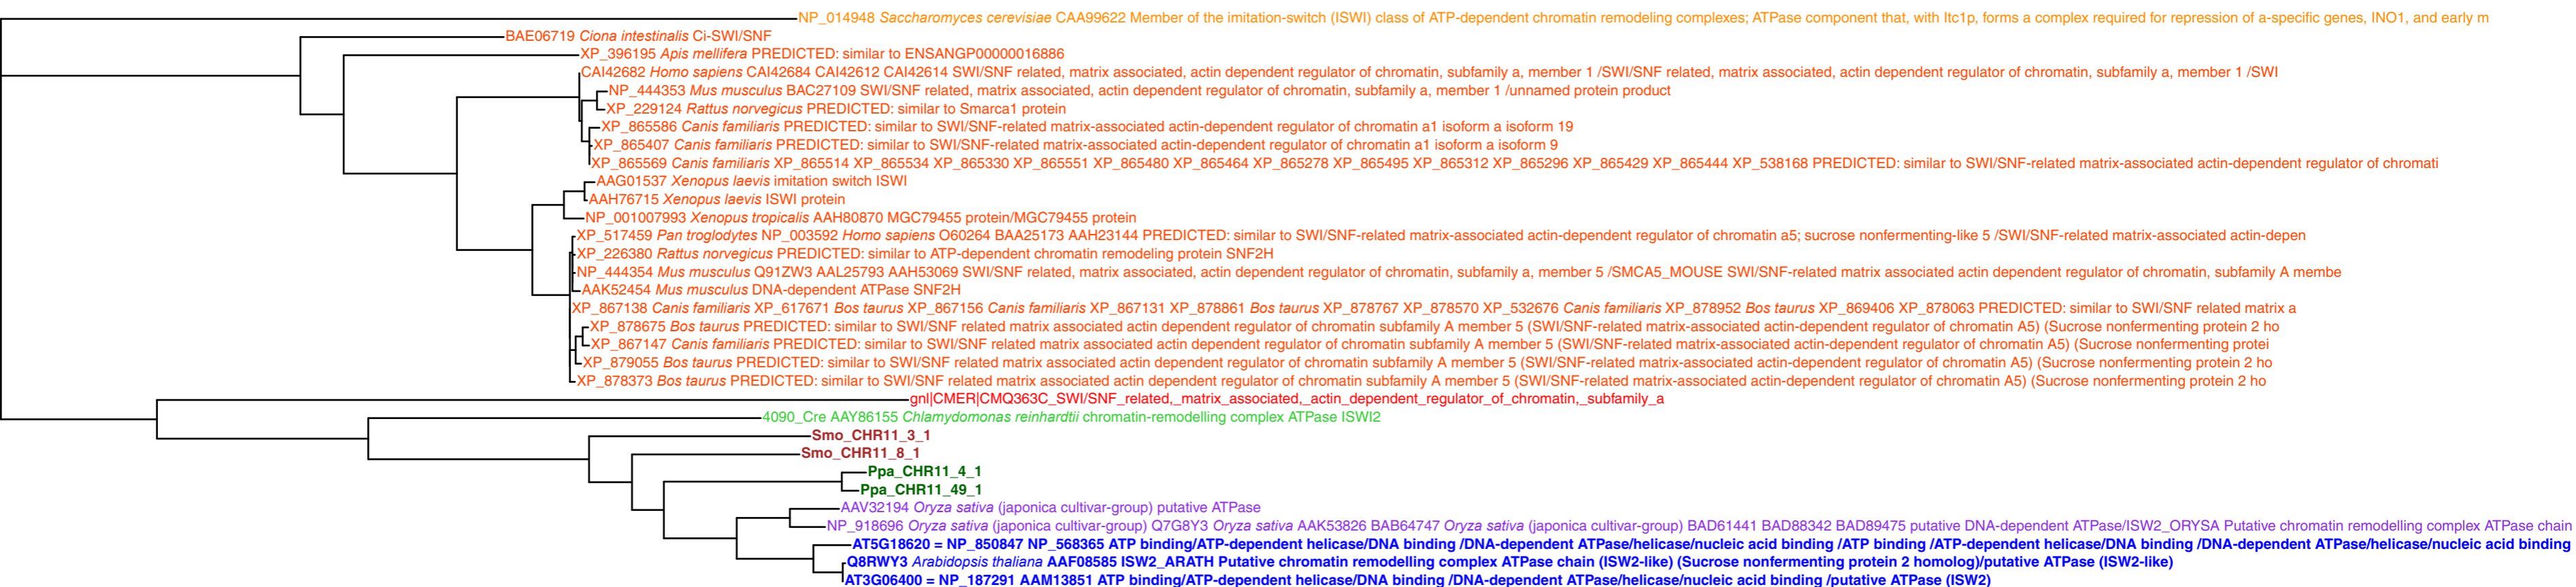 NP_014948 Saccharomyces cerevisiae CAA99622 Member of the imitation-switch (ISWI) class of ATP-dependent chromatin remodeling complexes; ATPase component that, with Itc1p, forms a complex required for repression of a-specific genes, INO1, and early m
BAE06719 Ciona intestinalis Ci-SWI/SNF
XP_396195 Apis mellifera PREDICTED: similar to ENSANGP00000016886
CAI42682 Homo sapiens CAI42684 CAI42612 CAI42614 SWI/SNF related, matrix associated, actin dependent regulator of chromatin, subfamily a, member 1 /SWI/SNF related, matrix associated, actin dependent regulator of chromatin, subfamily a, member 1 /SWI
NP_444353 Mus musculus BAC27109 SWI/SNF related, matrix associated, actin dependent regulator of chromatin, subfamily a, member 1 /unnamed protein product
XP_229124 Rattus norvegicus PREDICTED: similar to Smarca1 protein
XP_865586 Canis familiaris PREDICTED: similar to SWI/SNF-related matrix-associated actin-dependent regulator of chromatin a1 isoform a isoform 19
XP_865407 Canis familiaris PREDICTED: similar to SWI/SNF-related matrix-associated actin-dependent regulator of chromatin a1 isoform a isoform 9
XP_865569 Canis familiaris XP_865514 XP_865534 XP_865330 XP_865551 XP_865480 XP_865464 XP_865278 XP_865495 XP_865312 XP_865296 XP_865429 XP_865444 XP_538168 PREDICTED: similar to SWI/SNF-related matrix-associated actin-dependent regulator of chromati
AAG01537 Xenopus laevis imitation switch ISWI
AAH76715 Xenopus laevis ISWI protein
NP_001007993 Xenopus tropicalis AAH80870 MGC79455 protein/MGC79455 protein
XP_517459 Pan troglodytes NP_003592 Homo sapiens O60264 BAA25173 AAH23144 PREDICTED: similar to SWI/SNF-related matrix-associated actin-dependent regulator of chromatin a5; sucrose nonfermenting-like 5 /SWI/SNF-related matrix-associated actin-depen
XP_226380 Rattus norvegicus PREDICTED: similar to ATP-dependent chromatin remodeling protein SNF2H
NP_444354 Mus musculus Q91ZW3 AAL25793 AAH53069 SWI/SNF related, matrix associated, actin dependent regulator of chromatin, subfamily a, member 5 /SMCA5_MOUSE SWI/SNF-related matrix associated actin dependent regulator of chromatin, subfamily A membe
AAK52454 Mus musculus DNA-dependent ATPase SNF2H
XP_867138 Canis familiaris XP_617671 Bos taurus XP_867156 Canis familiaris XP_867131 XP_878861 Bos taurus XP_878767 XP_878570 XP_532676 Canis familiaris XP_878952 Bos taurus XP_869406 XP_878063 PREDICTED: similar to SWI/SNF related matrix a
XP_878675 Bos taurus PREDICTED: similar to SWI/SNF related matrix associated actin dependent regulator of chromatin subfamily A member 5 (SWI/SNF-related matrix-associated actin-dependent regulator of chromatin A5) (Sucrose nonfermenting protein 2 ho
XP_867147 Canis familiaris PREDICTED: similar to SWI/SNF related matrix associated actin dependent regulator of chromatin subfamily A member 5 (SWI/SNF-related matrix-associated actin-dependent regulator of chromatin A5) (Sucrose nonfermenting protei
XP_879055 Bos taurus PREDICTED: similar to SWI/SNF related matrix associated actin dependent regulator of chromatin subfamily A member 5 (SWI/SNF-related matrix-associated actin-dependent regulator of chromatin A5) (Sucrose nonfermenting protein 2 ho
XP_878373 Bos taurus PREDICTED: similar to SWI/SNF related matrix associated actin dependent regulator of chromatin subfamily A member 5 (SWI/SNF-related matrix-associated actin-dependent regulator of chromatin A5) (Sucrose nonfermenting protein 2 ho
gnl|CMER|CMQ363C_SWI/SNF_related,_matrix_associated,_actin_dependent_regulator_of_chromatin,_subfamily_a
4090_Cre AAY86155 Chlamydomonas reinhardtii chromatin-remodelling complex ATPase ISWI2
Smo_CHR11_3_1
Smo_CHR11_8_1
Ppa_CHR11_4_1
Ppa_CHR11_49_1
AAV32194 Oryza sativa (japonica cultivar-group) putative ATPase
NP_918696 Oryza sativa (japonica cultivar-group) Q7G8Y3 Oryza sativa AAK53826 BAB64747 Oryza sativa (japonica cultivar-group) BAD61441 BAD88342 BAD89475 putative DNA-dependent ATPase/ISW2_ORYSA Putative chromatin remodelling complex ATPase chain
AT5G18620 = NP_850847 NP_568365 ATP binding/ATP-dependent helicase/DNA binding /DNA-dependent ATPase/helicase/nucleic acid binding /ATP binding /ATP-dependent helicase/DNA binding /DNA-dependent ATPase/helicase/nucleic acid binding
Q8RWY3 Arabidopsis thaliana AAF08585 ISW2_ARATH Putative chromatin remodelling complex ATPase chain (ISW2-like) (Sucrose nonfermenting protein 2 homolog)/putative ATPase (ISW2-like)
AT3G06400 = NP_187291 AAM13851 ATP binding/ATP-dependent helicase/DNA binding /DNA-dependent ATPase/helicase/nucleic acid binding /putative ATPase (ISW2)